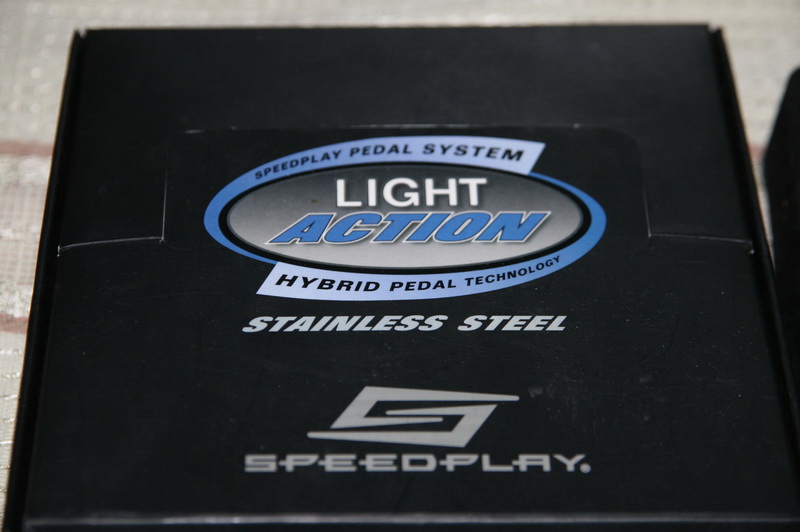 SPEEDPLAY PEDAL SYSTEM
LIGHT
ACTION
HYBRID PEDAL TECHNOLOGY
STAINLESS STEEL
SPEEDPLAY®